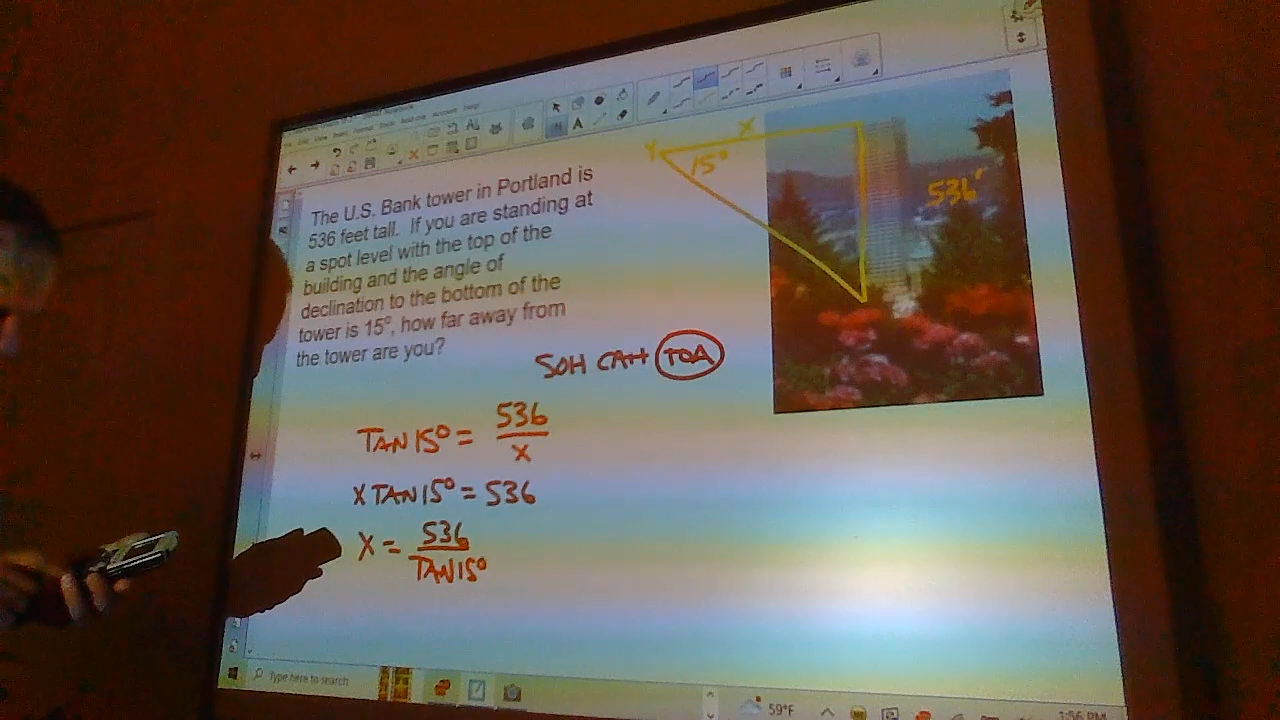 The U.S. Bank tower in Portland is
536 feet tall. If you are standing at
a spot level with the top of the
building and the angle of
declination to the bottom of the
tower is 15°, how far away from
the tower are you?
x
15°
536'
SOH CAH TOA
TAN 15° = 536/x
x TAN 15° = 536
x = 536/TAN 15°
Type here to search
59°F
1:56 PM